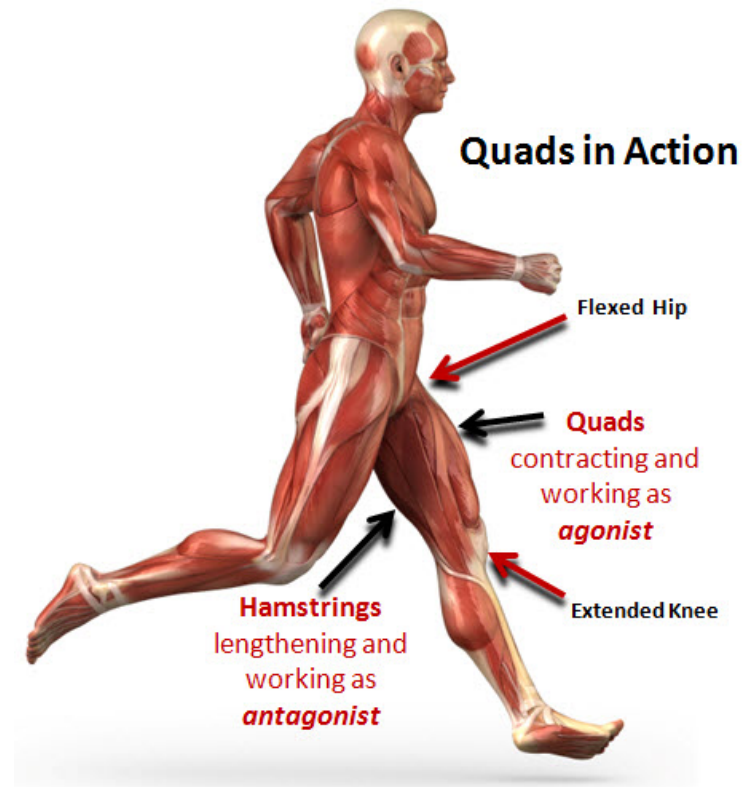 Quads in Action
Flexed Hip
Quads
contracting and
working as
agonist
Extended Knee
Hamstrings
lengthening and
working as
antagonist